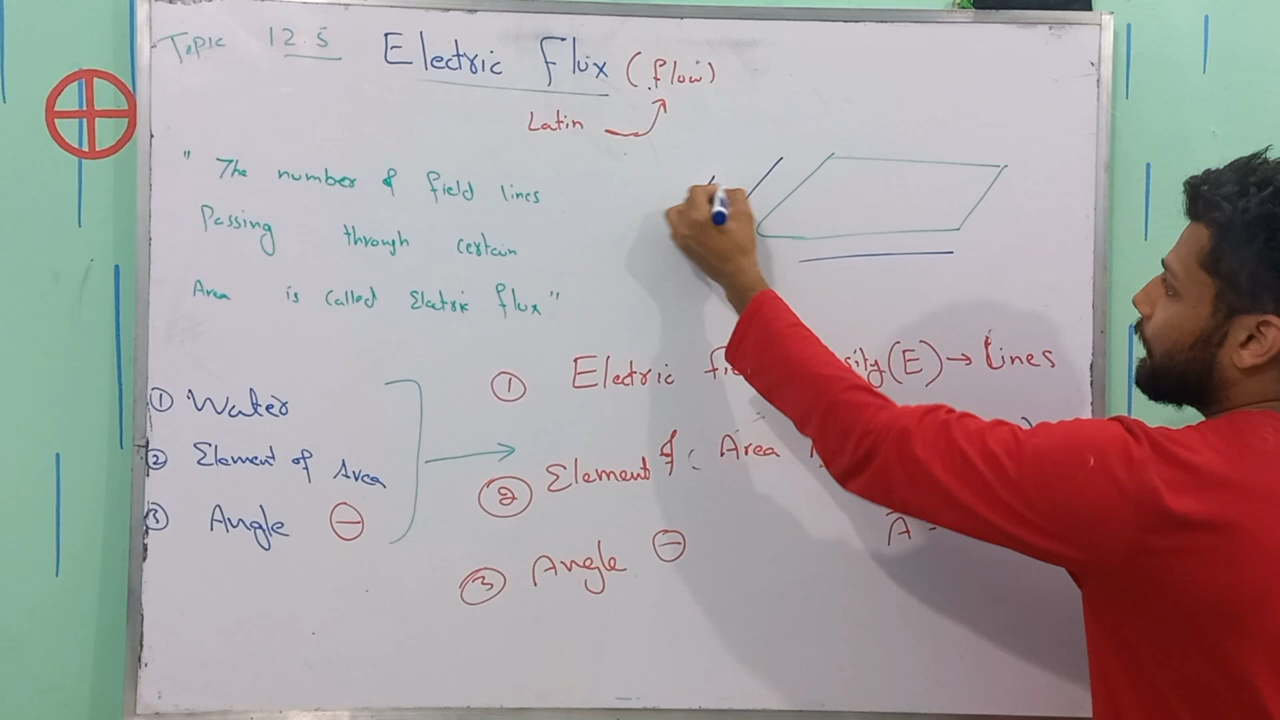 Topic 12.5 Electric Flux (flow)
Latin
" The number of field lines
Passing through certain
Area is called Electric flux"
① Water
② Element of Area
③ Angle θ
① Electric (E) → Lines
② Element of Area
③ Angle θ
A